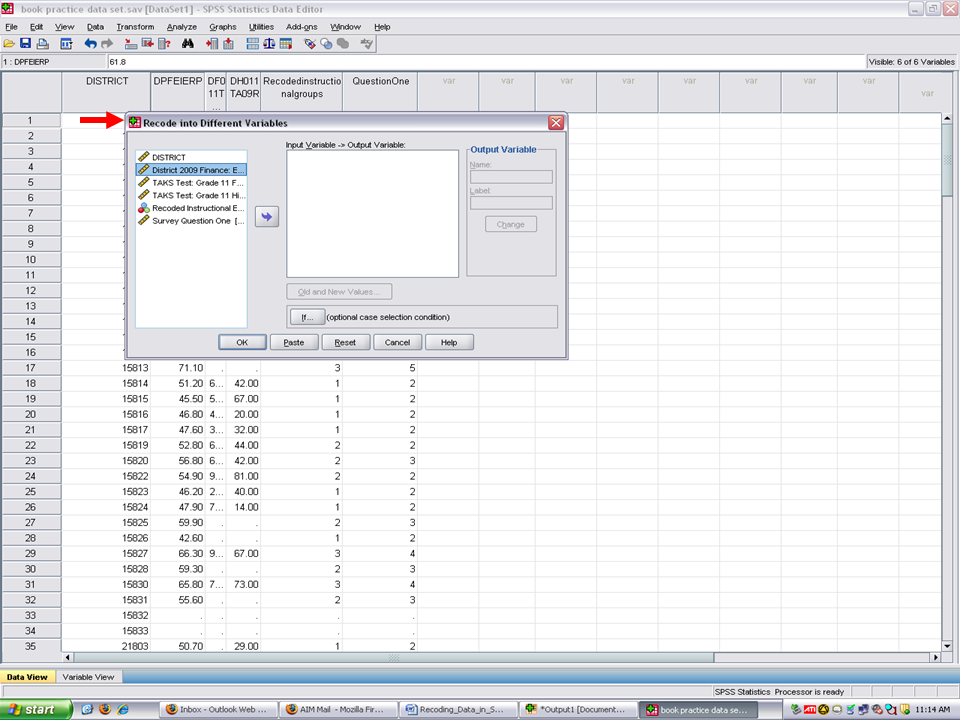 book practice data set.sav [DataSet1] - SPSS Statistics Data Editor
File Edit View Data Transform Analyze Graphs Utilities Add-ons Window Help
1 : DPFEIERP 61.8 Visible: 6 of 6 Variables
DISTRICT DPFEIERP DF011T... DH011TA09R Recodedinstructionalgroups QuestionOne var var var var var var var var var
1
2
3
4
5
6
7
8
9
10
11
12
13
14
15
16
Recode into Different Variables
DISTRICT
District 2009 Finance: E...
TAKS Test: Grade 11 F...
TAKS Test: Grade 11 Hi...
Recoded Instructional E...
Survey Question One [...
Input Variable -> Output Variable:
Output Variable
Name:
Label:
Change
Old and New Values...
If... (optional case selection condition)
OK Paste Reset Cancel Help
17 15813 71.10 . . 3 5
18 15814 51.20 6... 42.00 1 2
19 15815 45.50 5... 67.00 1 2
20 15816 46.80 4... 20.00 1 2
21 15817 47.60 3... 32.00 1 2
22 15819 52.80 6... 44.00 2 2
23 15820 56.80 6... 42.00 2 3
24 15822 54.90 9... 81.00 2 2
25 15823 46.20 2... 40.00 1 2
26 15824 47.90 7... 14.00 1 2
27 15825 59.90 . . 2 3
28 15826 42.60 . . 1 2
29 15827 66.30 9... 67.00 3 4
30 15828 59.30 . . 2 3
31 15830 65.80 7... 73.00 3 4
32 15831 55.60 . . 2 3
33 15832 . . . . .
34 15833 . . . . .
35 21803 50.70 . 29.00 1 2
Data View Variable View
SPSS Statistics Processor is ready
start Inbox - Outlook Web ... AIM Mail - Mozilla Fir... Recoding_Data_in_S... *Output1 [Document... book practice data se... ATI 11:14 AM